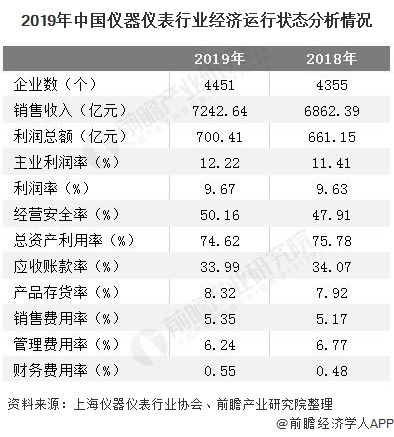 2019年中国仪器仪表行业经济运行状态分析情况
2019年 2018年
企业数（个） 4451 4355
销售收入（亿元） 7242.64 6862.39
利润总额（亿元） 700.41 661.15
主业利润率（%） 12.22 11.41
利润率（%） 9.67 9.63
经营安全率（%） 50.16 47.91
总资产利用率（%） 74.62 75.78
应收账款率（%） 33.99 34.07
产品存货率（%） 8.32 7.92
销售费用率（%） 5.35 5.17
管理费用率（%） 6.24 6.77
财务费用率（%） 0.55 0.48
资料来源：上海仪器仪表行业协会、前瞻产业研究院整理
@前瞻经济学人APP
前瞻产业研究院